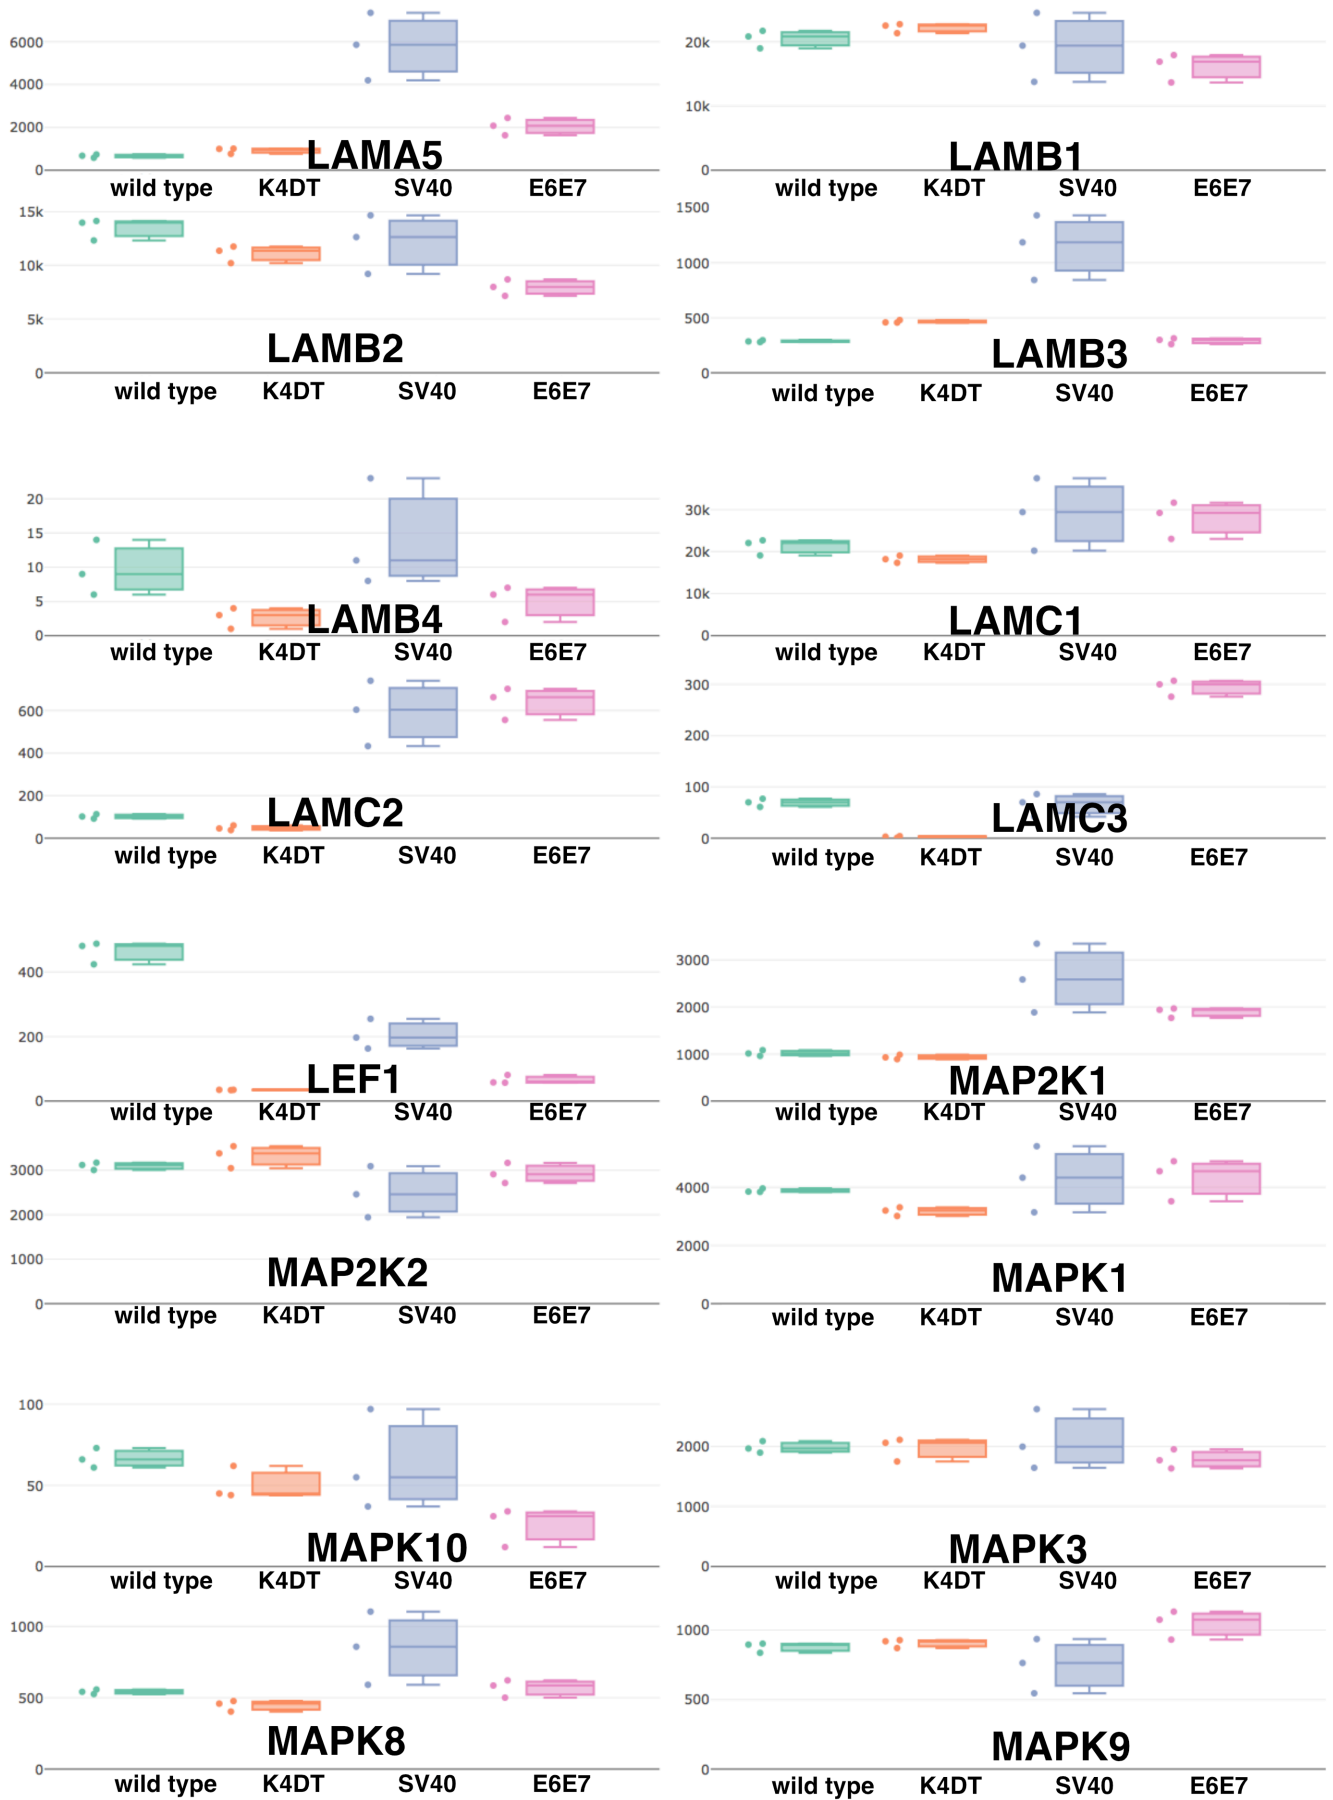 6000
4000
2000
0
LAMA5
wild type K4DT SV40 E6E7
20k
10k
0
LAMB1
wild type K4DT SV40 E6E7
15k
10k
5k
0
LAMB2
wild type K4DT SV40 E6E7
1500
1000
500
0
LAMB3
wild type K4DT SV40 E6E7
20
15
10
5
0
LAMB4
wild type K4DT SV40 E6E7
30k
20k
10k
0
LAMC1
wild type K4DT SV40 E6E7
600
400
200
0
LAMC2
wild type K4DT SV40 E6E7
300
200
100
0
LAMC3
wild type K4DT SV40 E6E7
400
200
0
LEF1
wild type K4DT SV40 E6E7
3000
2000
1000
0
MAP2K1
wild type K4DT SV40 E6E7
3000
2000
1000
0
MAP2K2
wild type K4DT SV40 E6E7
4000
2000
0
MAPK1
wild type K4DT SV40 E6E7
100
50
0
MAPK10
wild type K4DT SV40 E6E7
2000
1000
0
MAPK3
wild type K4DT SV40 E6E7
1000
500
0
MAPK8
wild type K4DT SV40 E6E7
1000
500
0
MAPK9
wild type K4DT SV40 E6E7